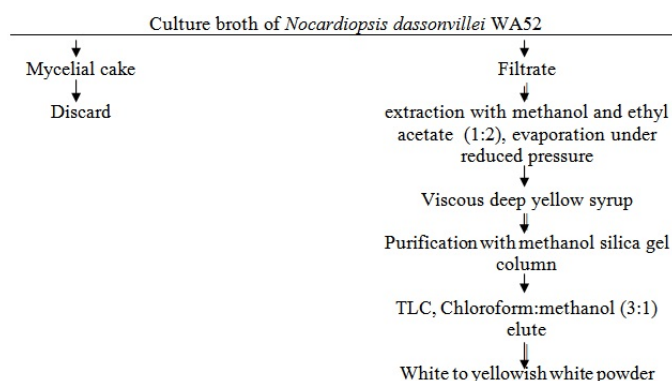 Culture broth of Nocardiopsis dassonvillei WA52
Mycelial cake
Discard
Filtrate
extraction with methanol and ethyl
acetate (1:2), evaporation under
reduced pressure
Viscous deep yellow syrup
Purification with methanol silica gel
column
TLC, Chloroform:methanol (3:1)
elute
White to yellowish white powder